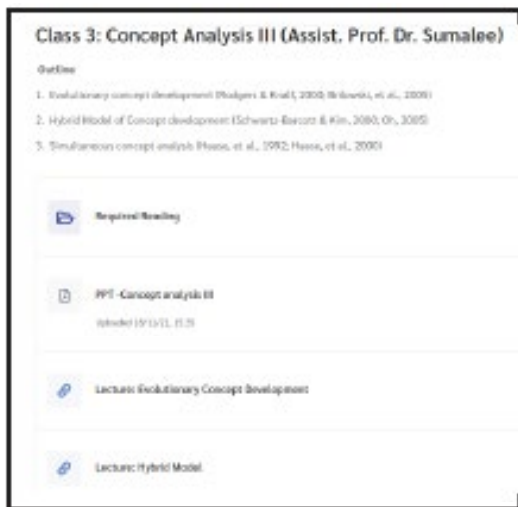 Class 3: Concept Analysis III (Assist. Prof. Dr. Sumalee)
Outline
1. Evolutionary concept development (Rodgers & Knafl, 2000; et al., 2005)
2. Hybrid Model of Concept development (Schwartz-Barcott & Kim, 2000; Oh, 2005)
3. Simultaneous concept analysis (Haase, et al., 1992; Haase, et al., 2000)
Required Reading
PPT -Concept analysis III
Uploaded
Lecture: Evolutionary Concept Development
Lecture: Hybrid Model